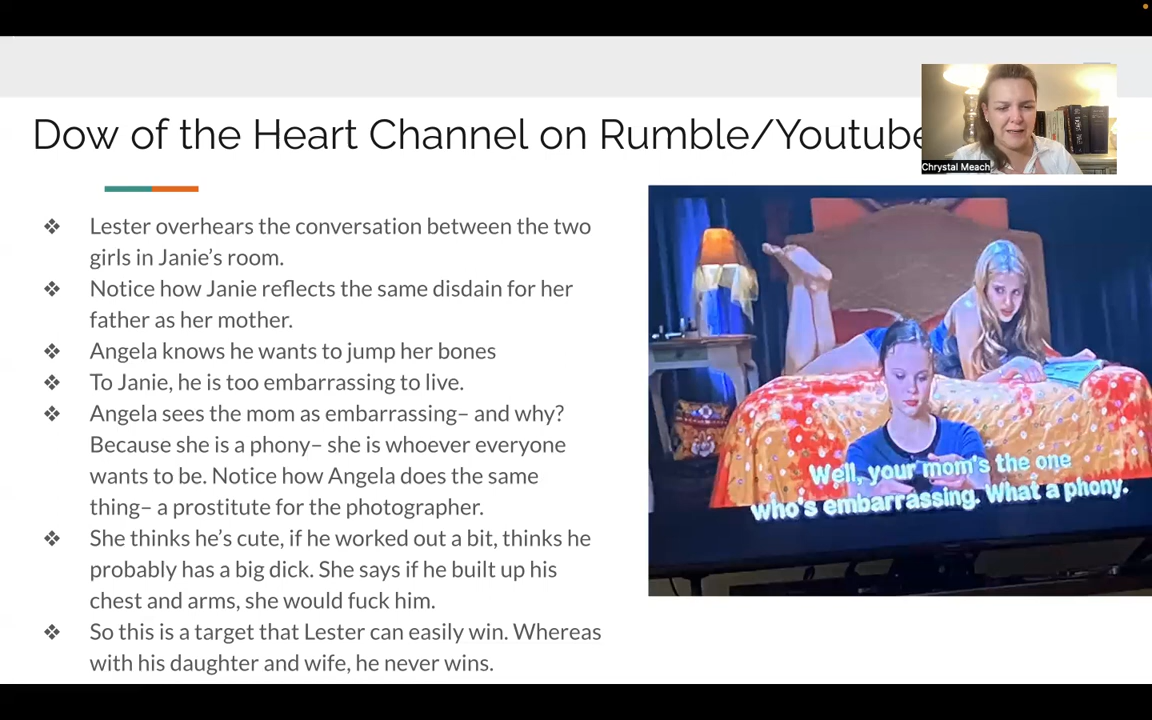 Dow of the Heart Channel on Rumble/Youtube
Chrystal Meach
❖ Lester overhears the conversation between the two
girls in Janie’s room.
❖ Notice how Janie reflects the same disdain for her
father as her mother.
❖ Angela knows he wants to jump her bones
❖ To Janie, he is too embarrassing to live.
❖ Angela sees the mom as embarrassing– and why?
Because she is a phony– she is whoever everyone
wants to be. Notice how Angela does the same
thing– a prostitute for the photographer.
❖ She thinks he’s cute, if he worked out a bit, thinks he
probably has a big dick. She says if he built up his
chest and arms, she would fuck him.
❖ So this is a target that Lester can easily win. Whereas
with his daughter and wife, he never wins.
Well, your mom's the one
who's embarrassing. What a phony.